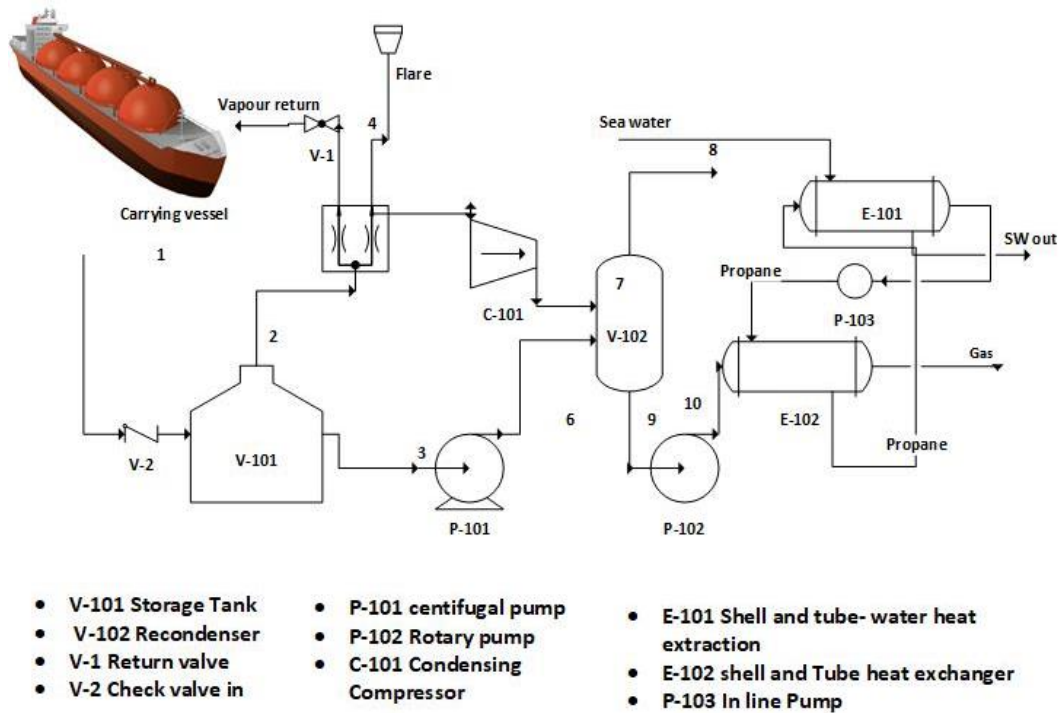 Flare
Vapour return
4
V-1
Carrying vessel
1
Sea water
8
E-101
SW out
Propane
P-103
C-101
7
V-102
2
Gas
E-102
10
9
6
Propane
V-2
V-101
3
P-101
P-102
• V-101 Storage Tank
• V-102 Recondenser
• V-1 Return valve
• V-2 Check valve in
• P-101 centifugal pump
• P-102 Rotary pump
• C-101 Condensing
Compressor
• E-101 Shell and tube- water heat
extraction
• E-102 shell and Tube heat exchanger
• P-103 In line Pump